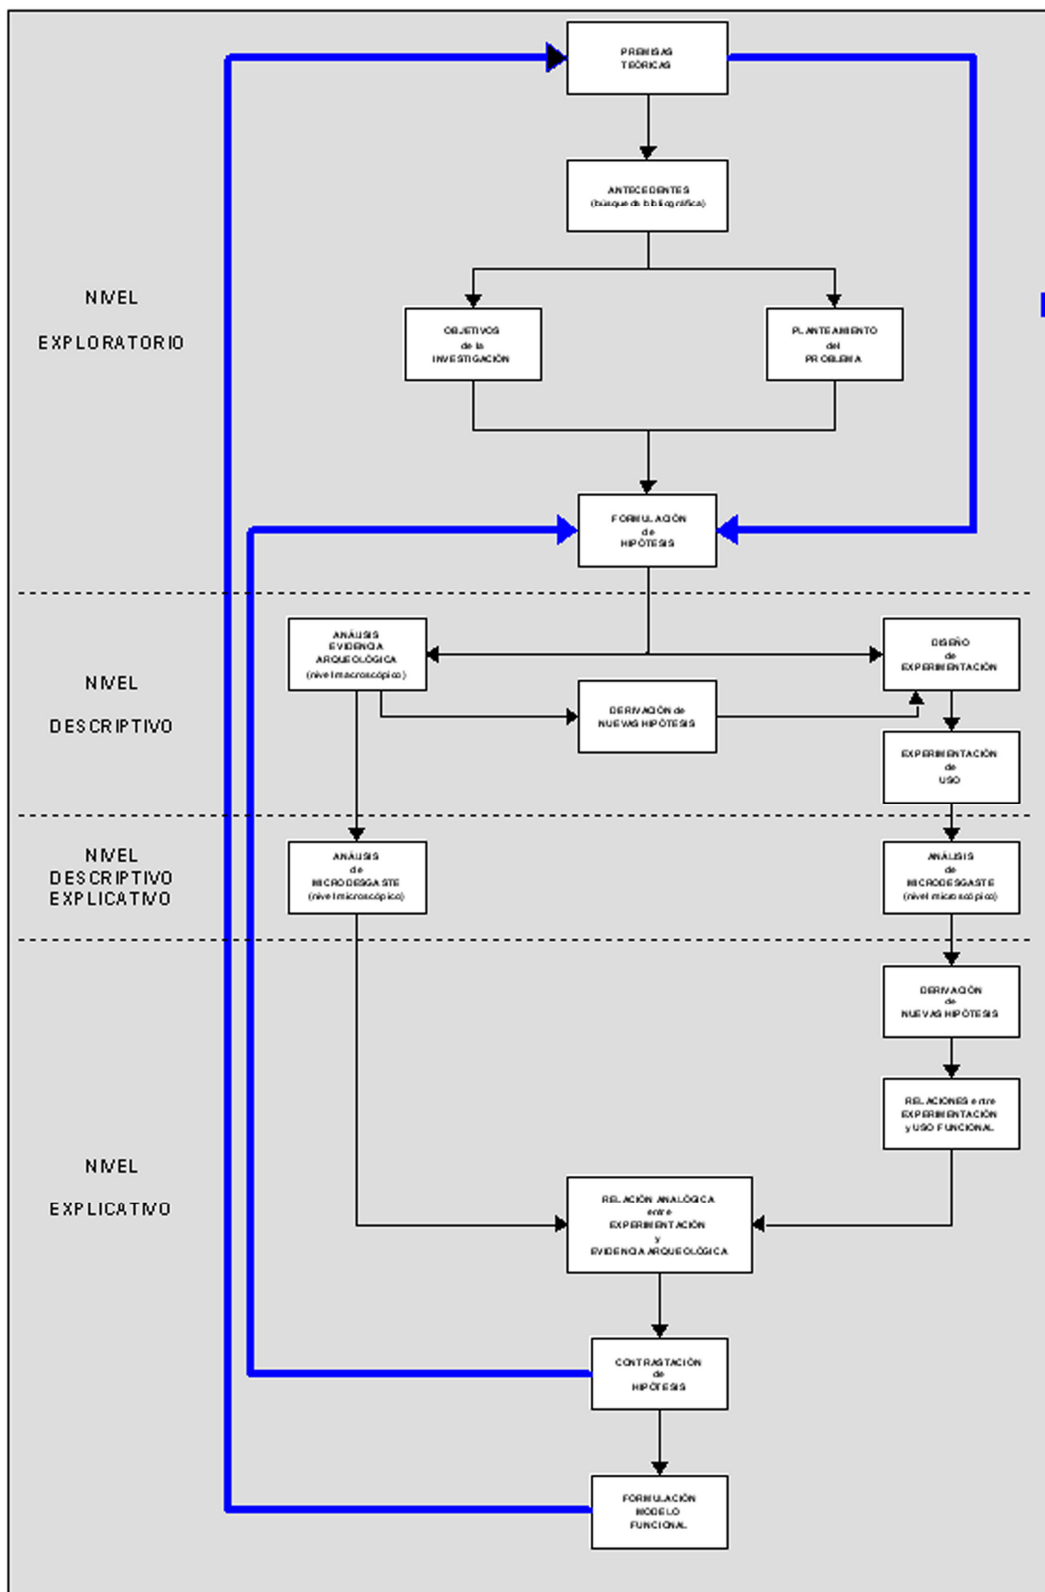 PREMISAS
TEÓRICAS
ANTECEDENTES
(búsqueda bibliográfica)
NIVEL
EXPLORATORIO
OBJETIVOS
de la
INVESTIGACIÓN
PLANTEAMIENTO
del
PROBLEMA
FORMULACIÓN
de
HIPÓTESIS
NIVEL
DESCRIPTIVO
ANÁLISIS
EVIDENCIA
ARQUEOLÓGICA
(nivel macroscópico)
DISEÑO
de
EXPERIMENTACIÓN
DERIVACIÓN de
NUEVAS HIPÓTESIS
EXPERIMENTACIÓN
de
USO
NIVEL
DESCRIPTIVO
EXPLICATIVO
ANÁLISIS
de
MICRODESGASTE
(nivel microscópico)
ANÁLISIS
de
MICRODESGASTE
(nivel microscópico)
NIVEL
EXPLICATIVO
DERIVACIÓN
de
NUEVAS HIPÓTESIS
RELACIONES entre
EXPERIMENTACIÓN
y USO FUNCIONAL
RELACIÓN ANALÓGICA
entre
EXPERIMENTACIÓN
y
EVIDENCIA ARQUEOLÓGICA
CONTRASTACIÓN
de
HIPÓTESIS
FORMULACIÓN
MODELO
FUNCIONAL